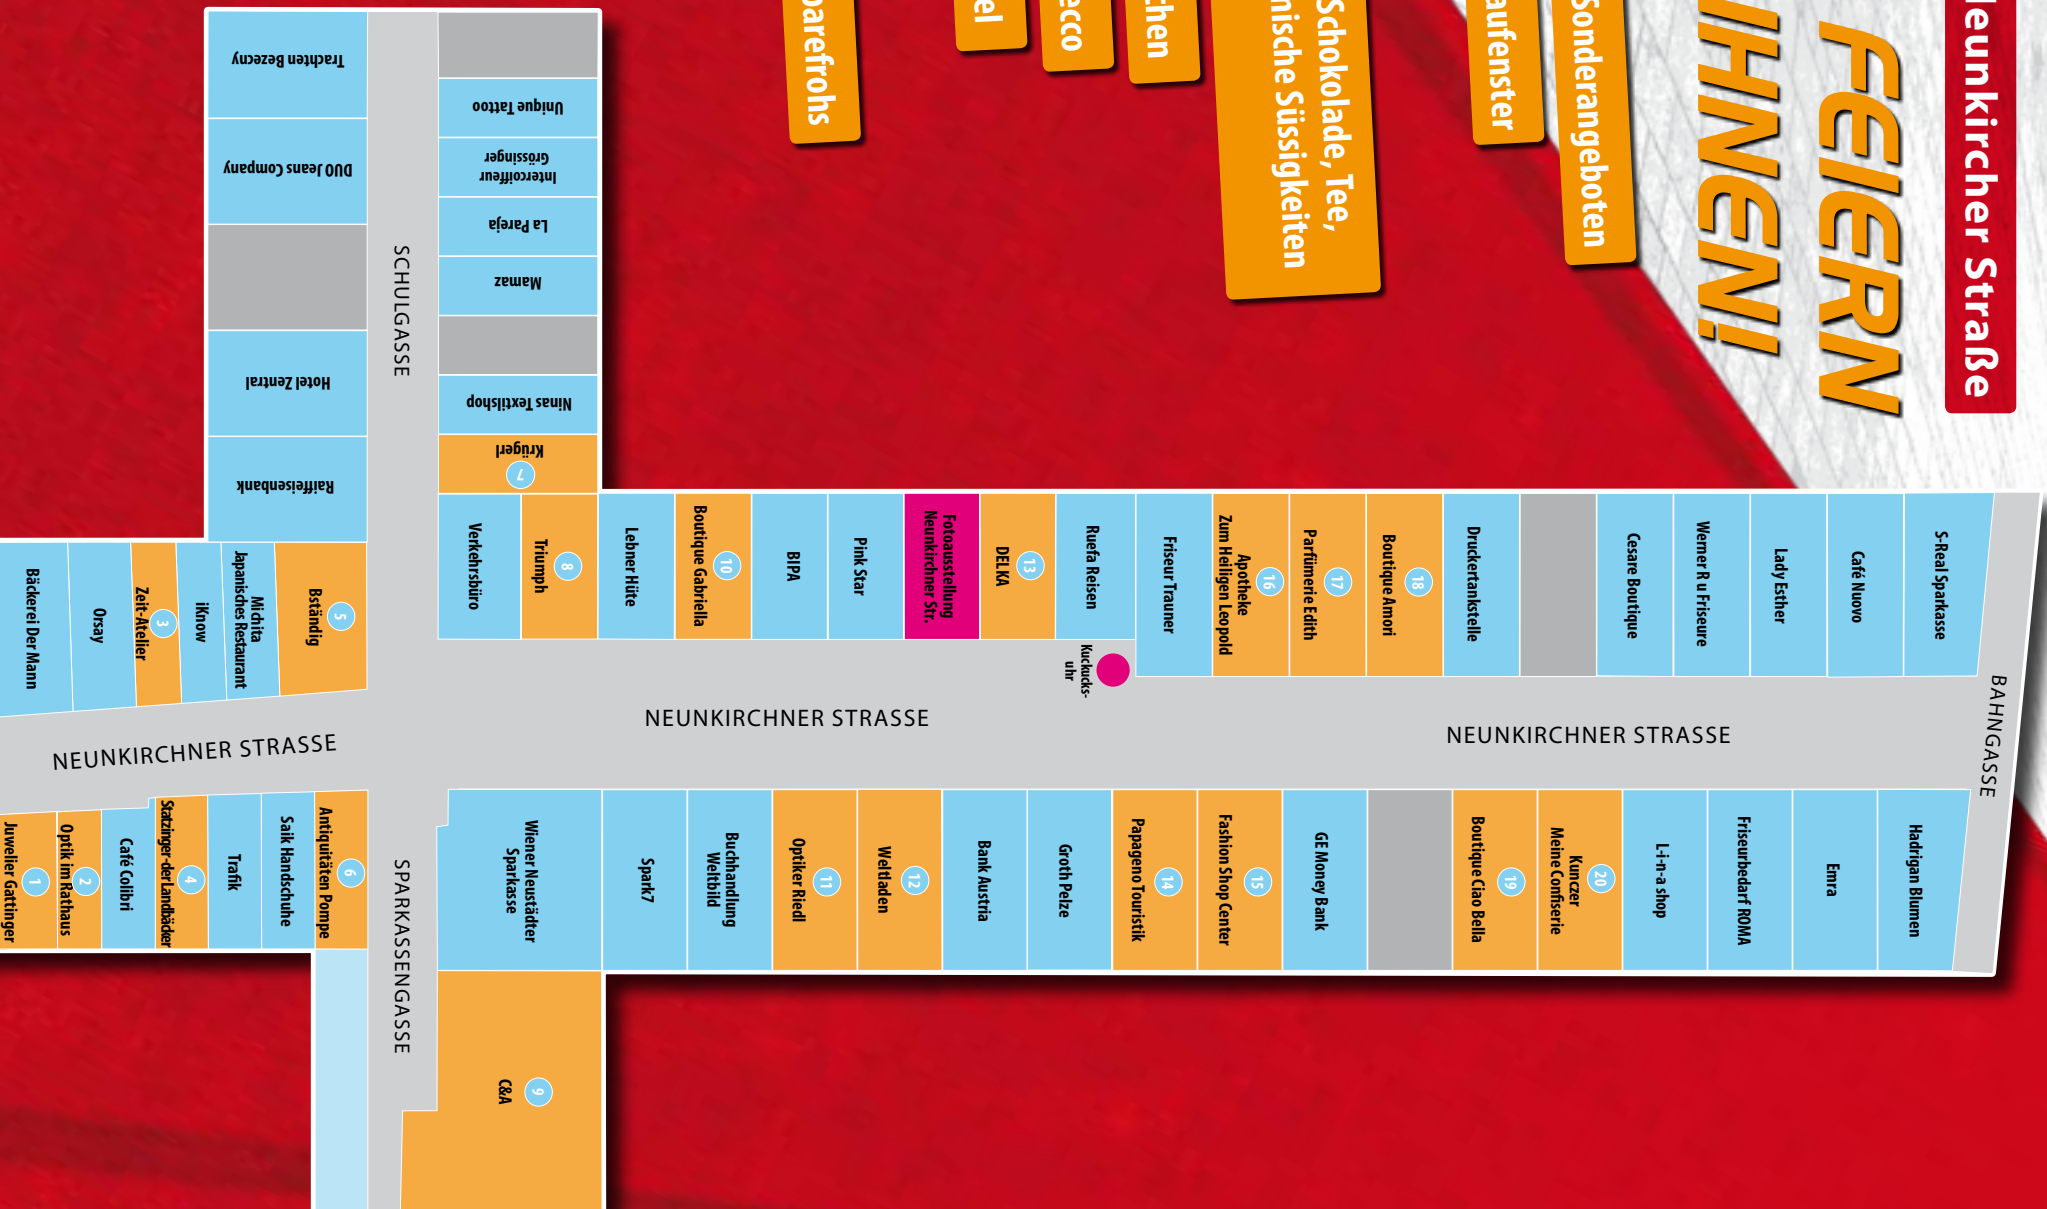 Neunkircher Straße
FEIERN
IHNEN!
Sonderangeboten
aufenster
Schokolade, Tee,
nische Süssigkeiten
chen
ecco
el
parefrohs
Trachten Bezecny
DUO Jeans Company
Hotel Zentral
Raiffeisenbank
SCHULGASSE
Unique Tattoo
Intercoiffeur
Grössinger
La Pareja
Mamaz
Ninas Textilshop
Krügerl
7
Bäckerei Der Mann
Orsay
3
Zeit-Atelier
iKnow
Michita
Japanisches Restaurant
5
Bständig
Verkehrsbüro
8
Triumph
Lebner Hüte
10
Boutique Gabriella
BIPA
Pink Star
Fotoausstellung
Neunkirchner Str.
13
DELKA
Ruefa Reisen
Kuckucks-
uhr
Friseur Trauner
16
Apotheke
Zum Heiligen Leopold
17
Parfümerie Edith
18
Boutique Amori
Druckertankstelle
Cesare Boutique
Werner R u Friseure
Lady Esther
Café Nuovo
S-Real Sparkasse
BAHNGASSE
NEUNKIRCHNER STRASSE
NEUNKIRCHNER STRASSE
NEUNKIRCHNER STRASSE
1
Juwelier Gattinger
2
Optik im Rathaus
Café Colibri
4
Statzinger-der Landbäcker
Trafik
Saik Handschuhe
6
Antiquitäten Pompe
SPARKASSENGASSE
Wiener Neustädter
Sparkasse
Spark7
Buchhandlung
Weltbild
11
Optiker Riedl
12
Weltladen
Bank Austria
Groth Pelze
14
Papageno Touristik
15
Fashion Shop Center
GE Money Bank
19
Boutique Ciao Bella
20
Kunczer
Meine Confiserie
L-i-n-a shop
Friseurbedarf ROMA
Emra
Hadrigan Blumen
9
C&A